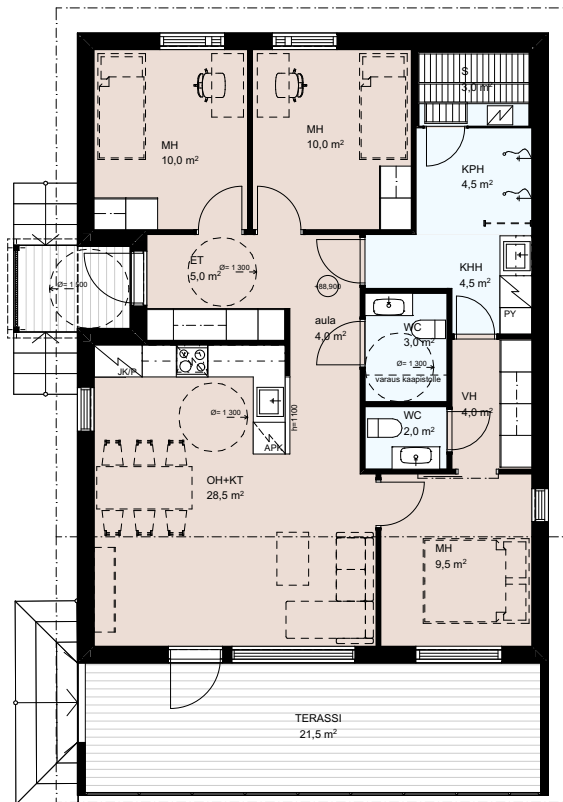 S
3,0 m²
MH
10,0 m²
MH
10,0 m²
KPH
4,5 m²
ET
5,0 m²
Ø= 1 300
+88,900
KHH
4,5 m²
PY
aula
4,0 m²
WC
3,0 m²
Ø= 1 300
varaus kaapistolle
JK/P
Ø= 1 300
h=1100
APK
WC
2,0 m²
VH
4,0 m²
OH+KT
28,5 m²
MH
9,5 m²
TERASSI
21,5 m²